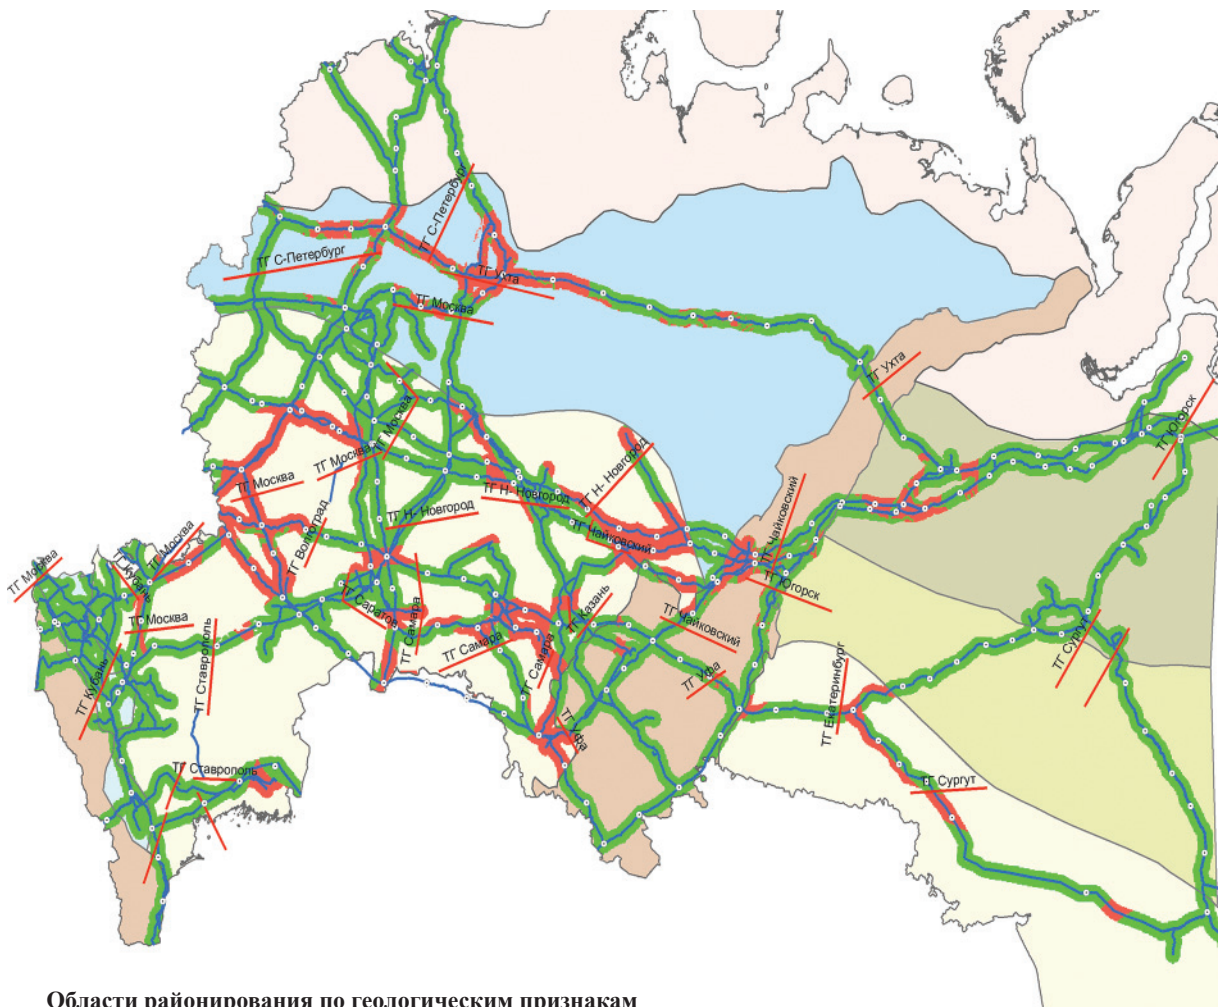 ТГ С-Петербург
ТГ С-Петербург
ТГ Ухта
ТГ Москва
ТГ Ухта
ТГ Югорск
ТГ Москва
ТГ Москва
ТГ Москва
ТГ Н- Новгород
ТГ Н- Новгород
ТГ Н- Новгород
ТГ Волгоград
ТГ Чайковский
ТГ Чайковский
ТГ Москва
ТГ Москва
ТГ Кубань
ТГ Югорск
ТГ Казань
ТГ Саратов
ТГ Самара
ТГ Чайковский
ТГ Москва
ТГ Сургут
ТГ Самара
ТГ Самара
ТГ Ставрополь
ТГ Кубань
ТГ Уфа
ТГ Екатеринбург
ТГ Уфа
ТГ Ставрополь
ТГ Сургут
Области районирования по геологическим признакам